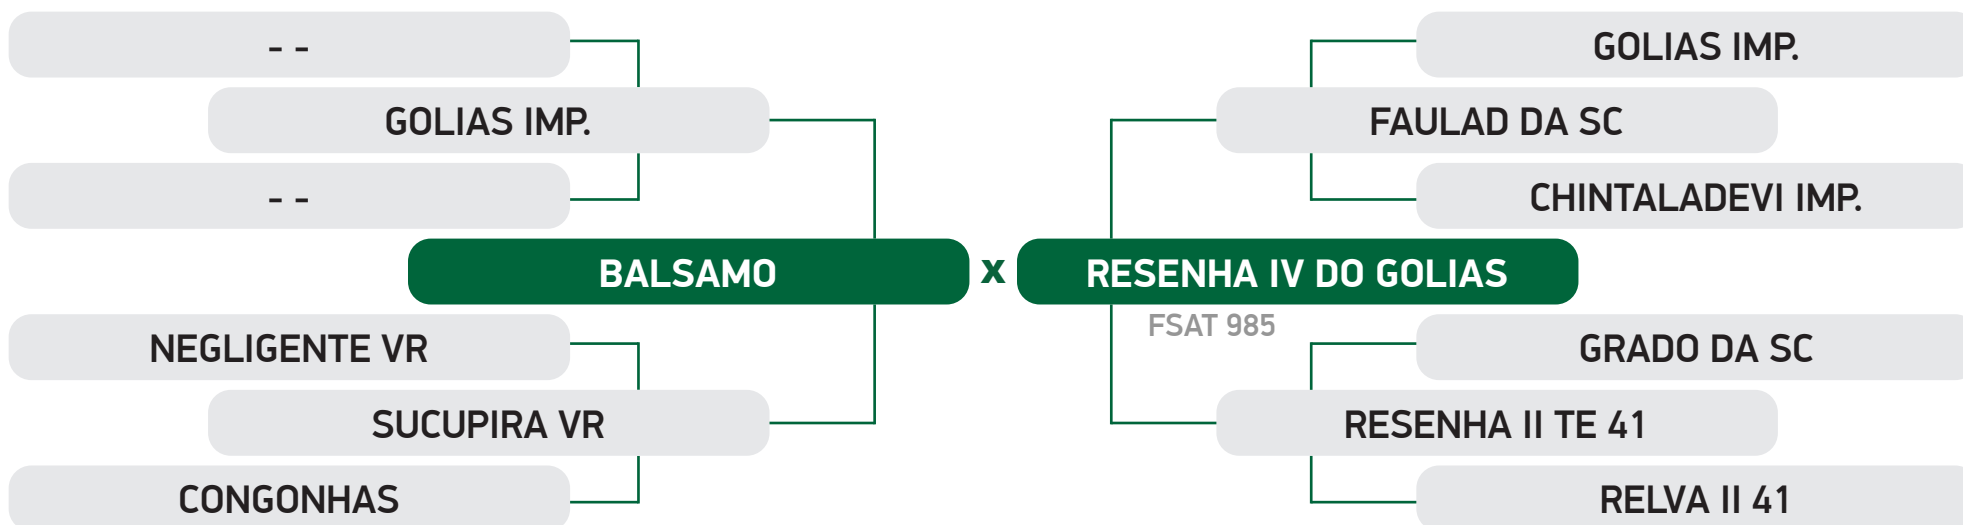 - -
GOLIAS IMP.
GOLIAS IMP.
FAULAD DA SC
- -
CHINTALADEVI IMP.
BALSAMO x RESENHA IV DO GOLIAS
FSAT 985
NEGLIGENTE VR
GRADO DA SC
SUCUPIRA VR
RESENHA II TE 41
CONGONHAS
RELVA II 41